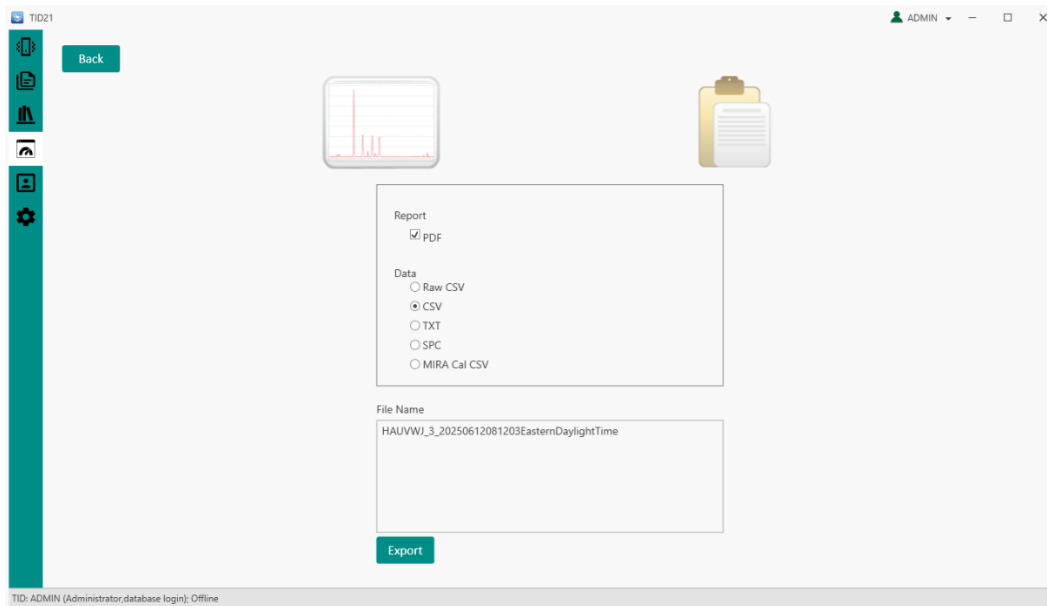 TID21
ADMIN
Back
Report
PDF
Data
Raw CSV
CSV
TXT
SPC
MIRA Cal CSV
File Name
HAUVWJ_3_20250612081203EasternDaylightTime
Export
TID: ADMIN (Administrator,database login); Offline